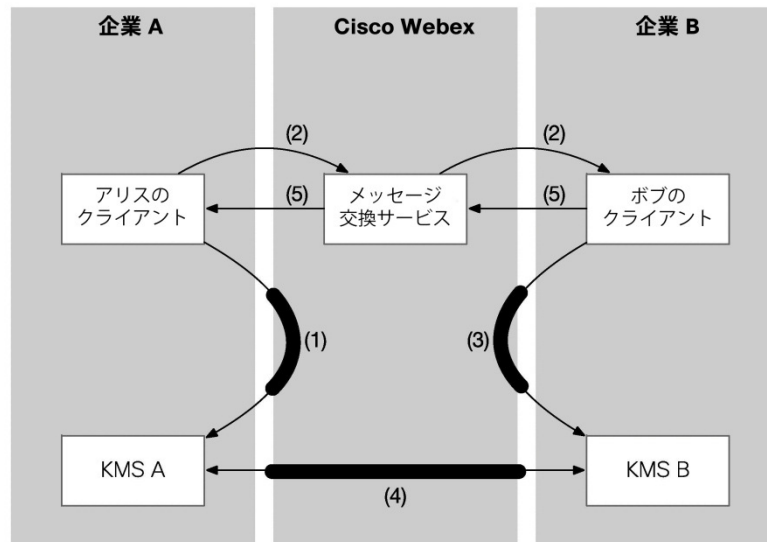 企業 A
Cisco Webex
企業 B
(2)
(2)
アリスの
クライアント
(5)
メッセージ
交換サービス
(5)
ボブの
クライアント
(1)
(3)
KMS A
KMS B
(4)